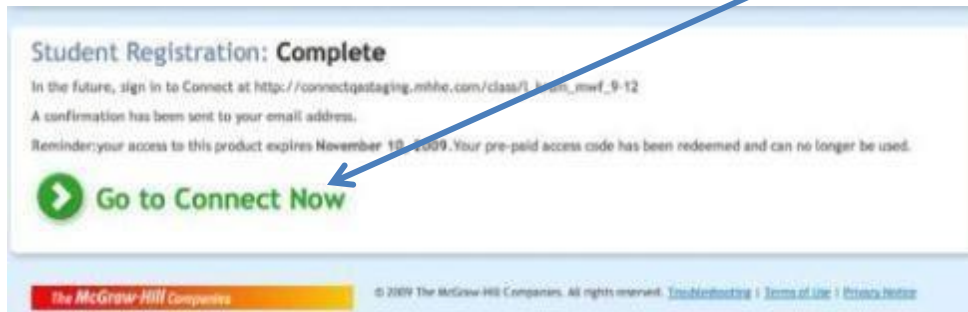 Student Registration: Complete
In the future, sign in to Connect at http://connectqastaging.mhhe.com/class/
A confirmation has been sent to your email address.
Reminder:your access to this product expires November 10, 2009.Your pre-paid access code has been redeemed and can no longer be used.
Go to Connect Now
The McGraw-Hill Companies
© 2009 The McGraw-Hill Companies. All rights reserved. Troubleshooting | Terms of Use | Privacy Notice